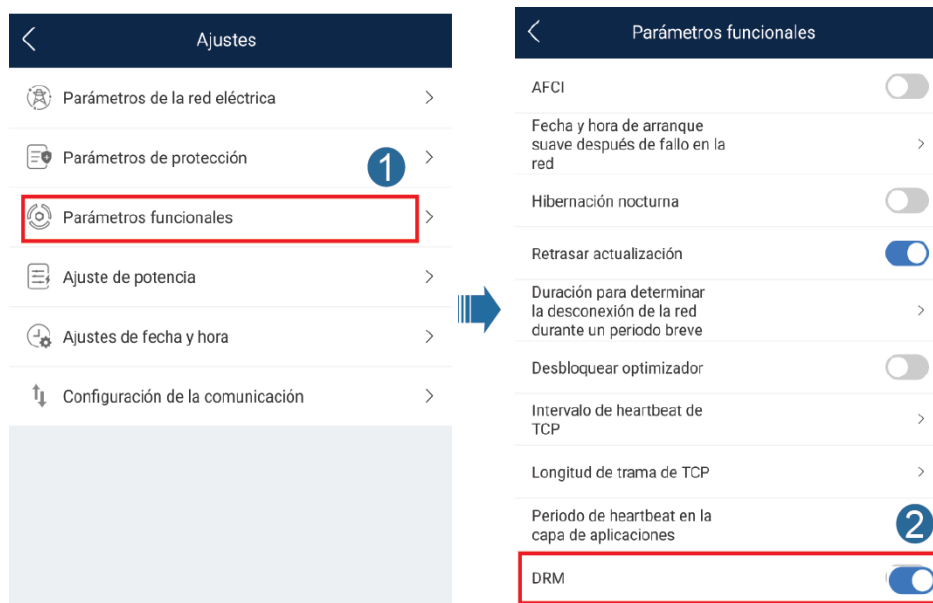 Ajustes
Parámetros de la red eléctrica
Parámetros de protección
1
Parámetros funcionales
Ajuste de potencia
Ajustes de fecha y hora
Configuración de la comunicación
Parámetros funcionales
AFCI
Fecha y hora de arranque
suave después de fallo en la
red
Hibernación nocturna
Retrasar actualización
Duración para determinar
la desconexión de la red
durante un periodo breve
Desbloquear optimizador
Intervalo de heartbeat de
TCP
Longitud de trama de TCP
Periodo de heartbeat en la
capa de aplicaciones
2
DRM